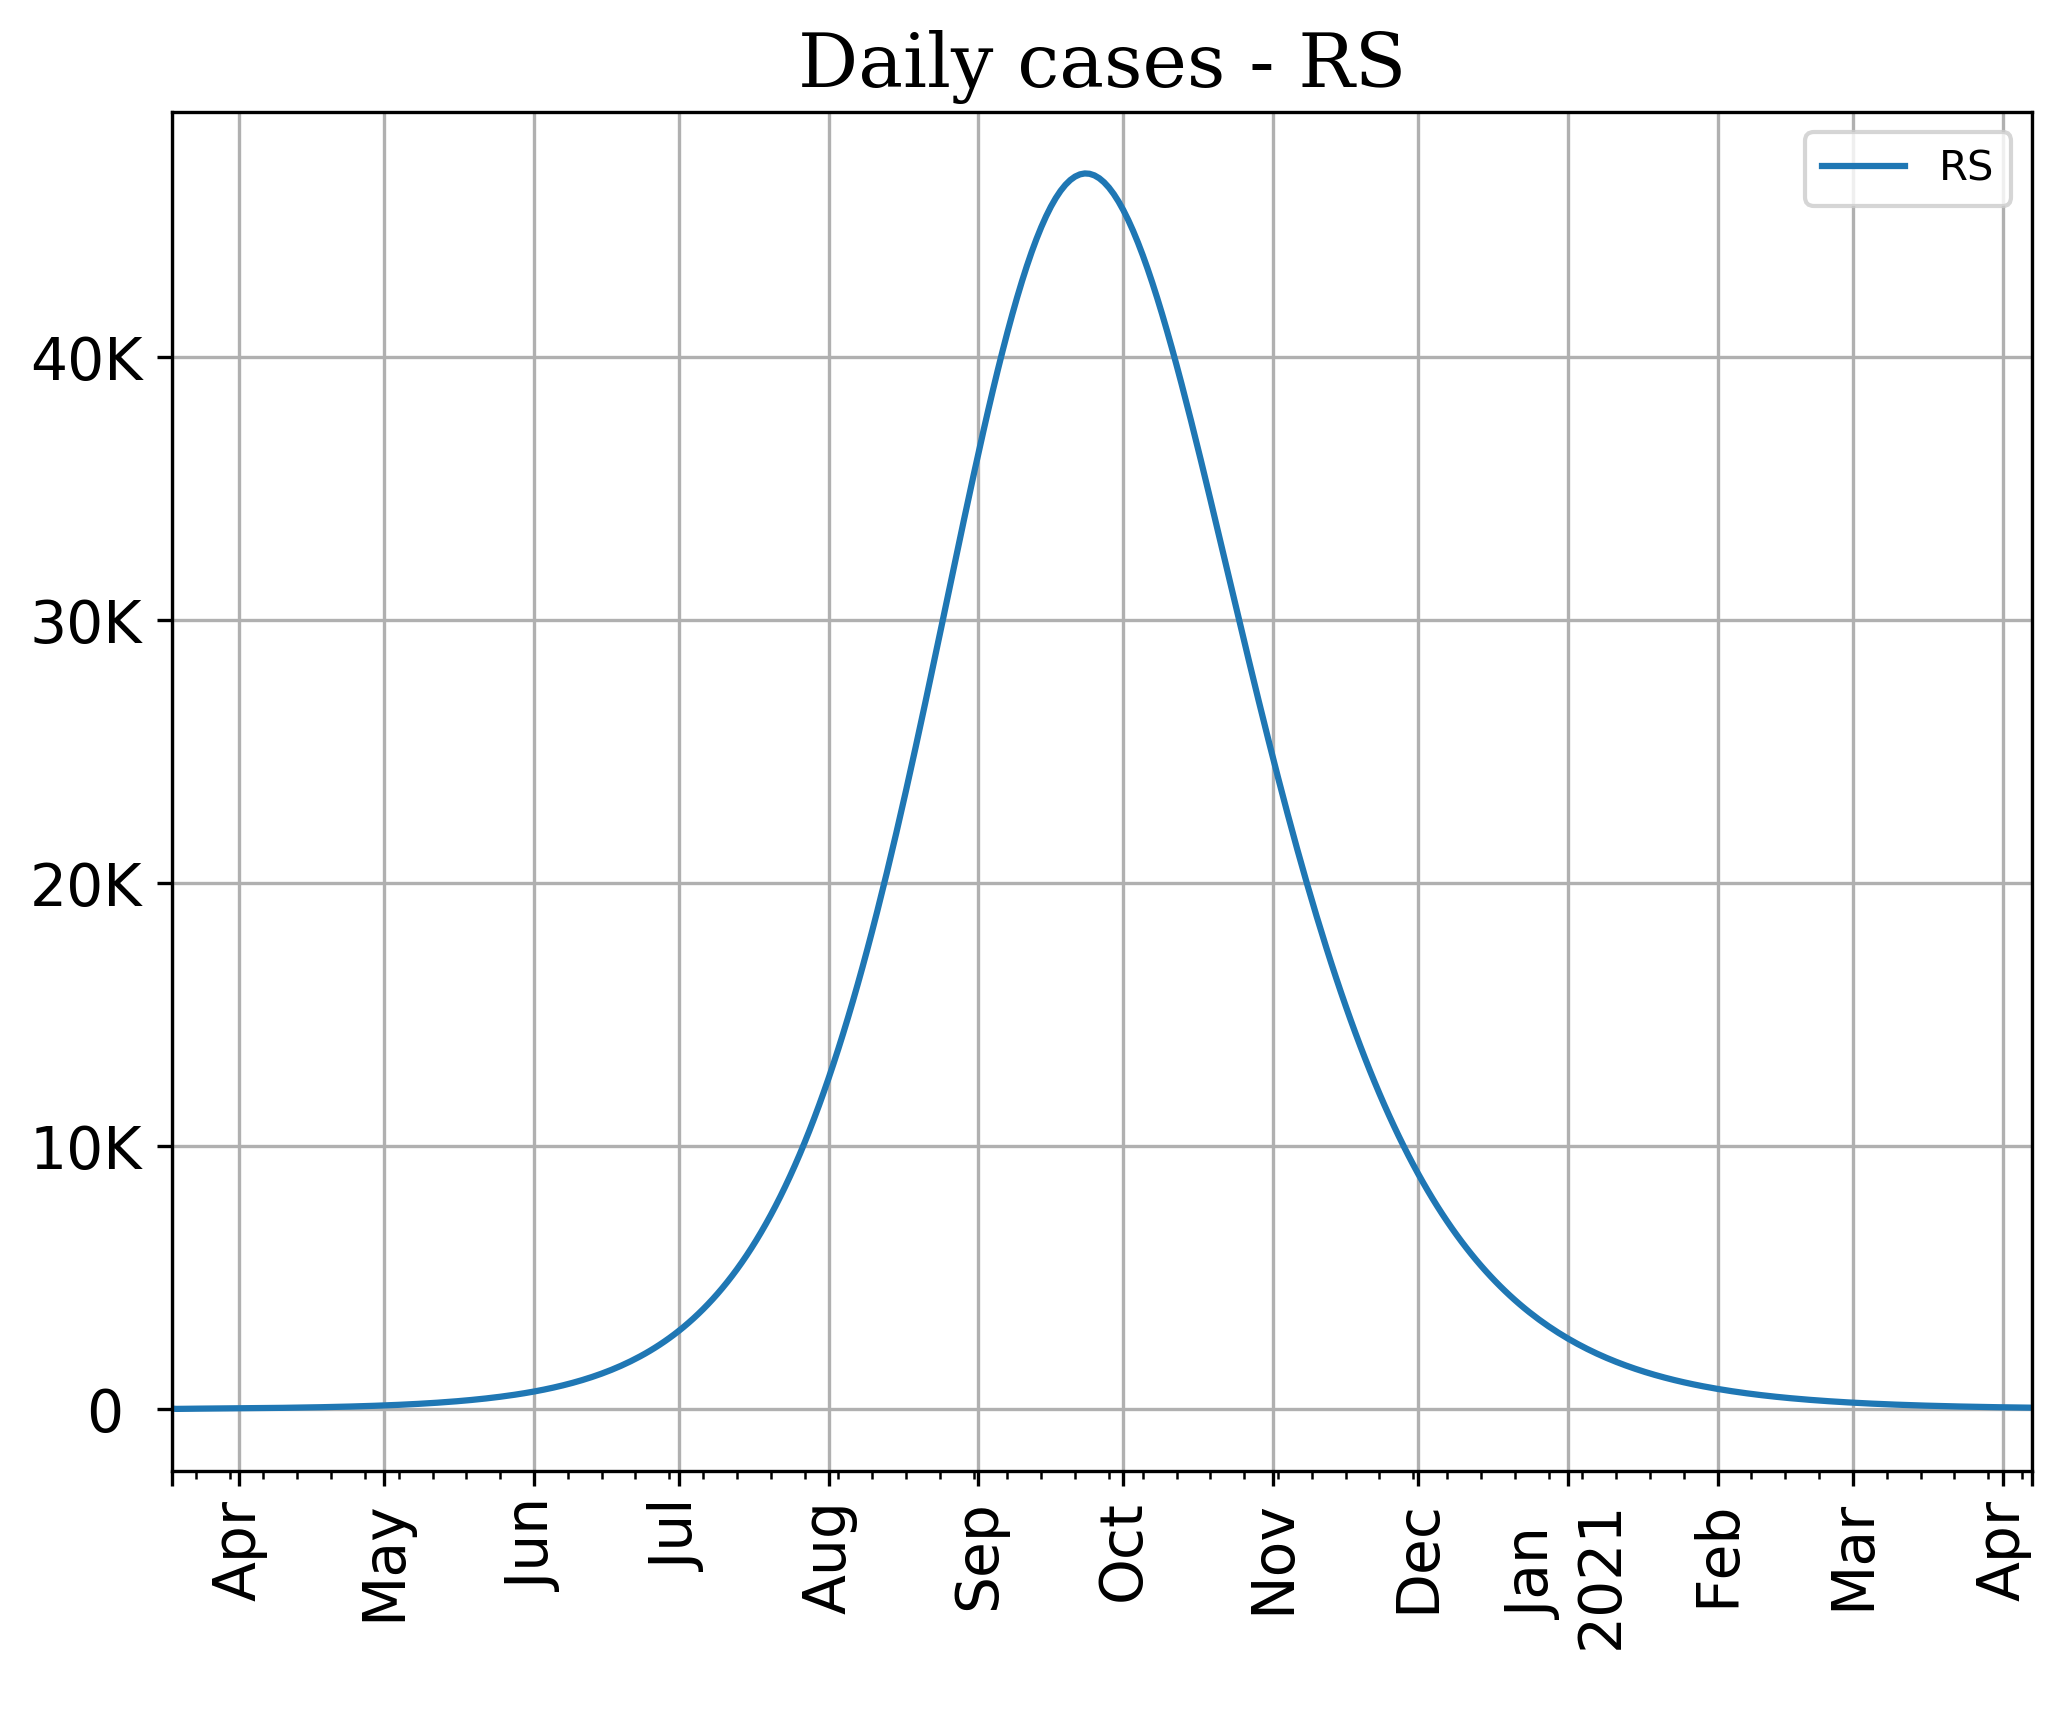 Daily cases - RS
RS
40K
30K
20K
10K
0
Apr
May
Jun
Jul
Aug
Sep
Oct
Nov
Dec
Jan
2021
Feb
Mar
Apr